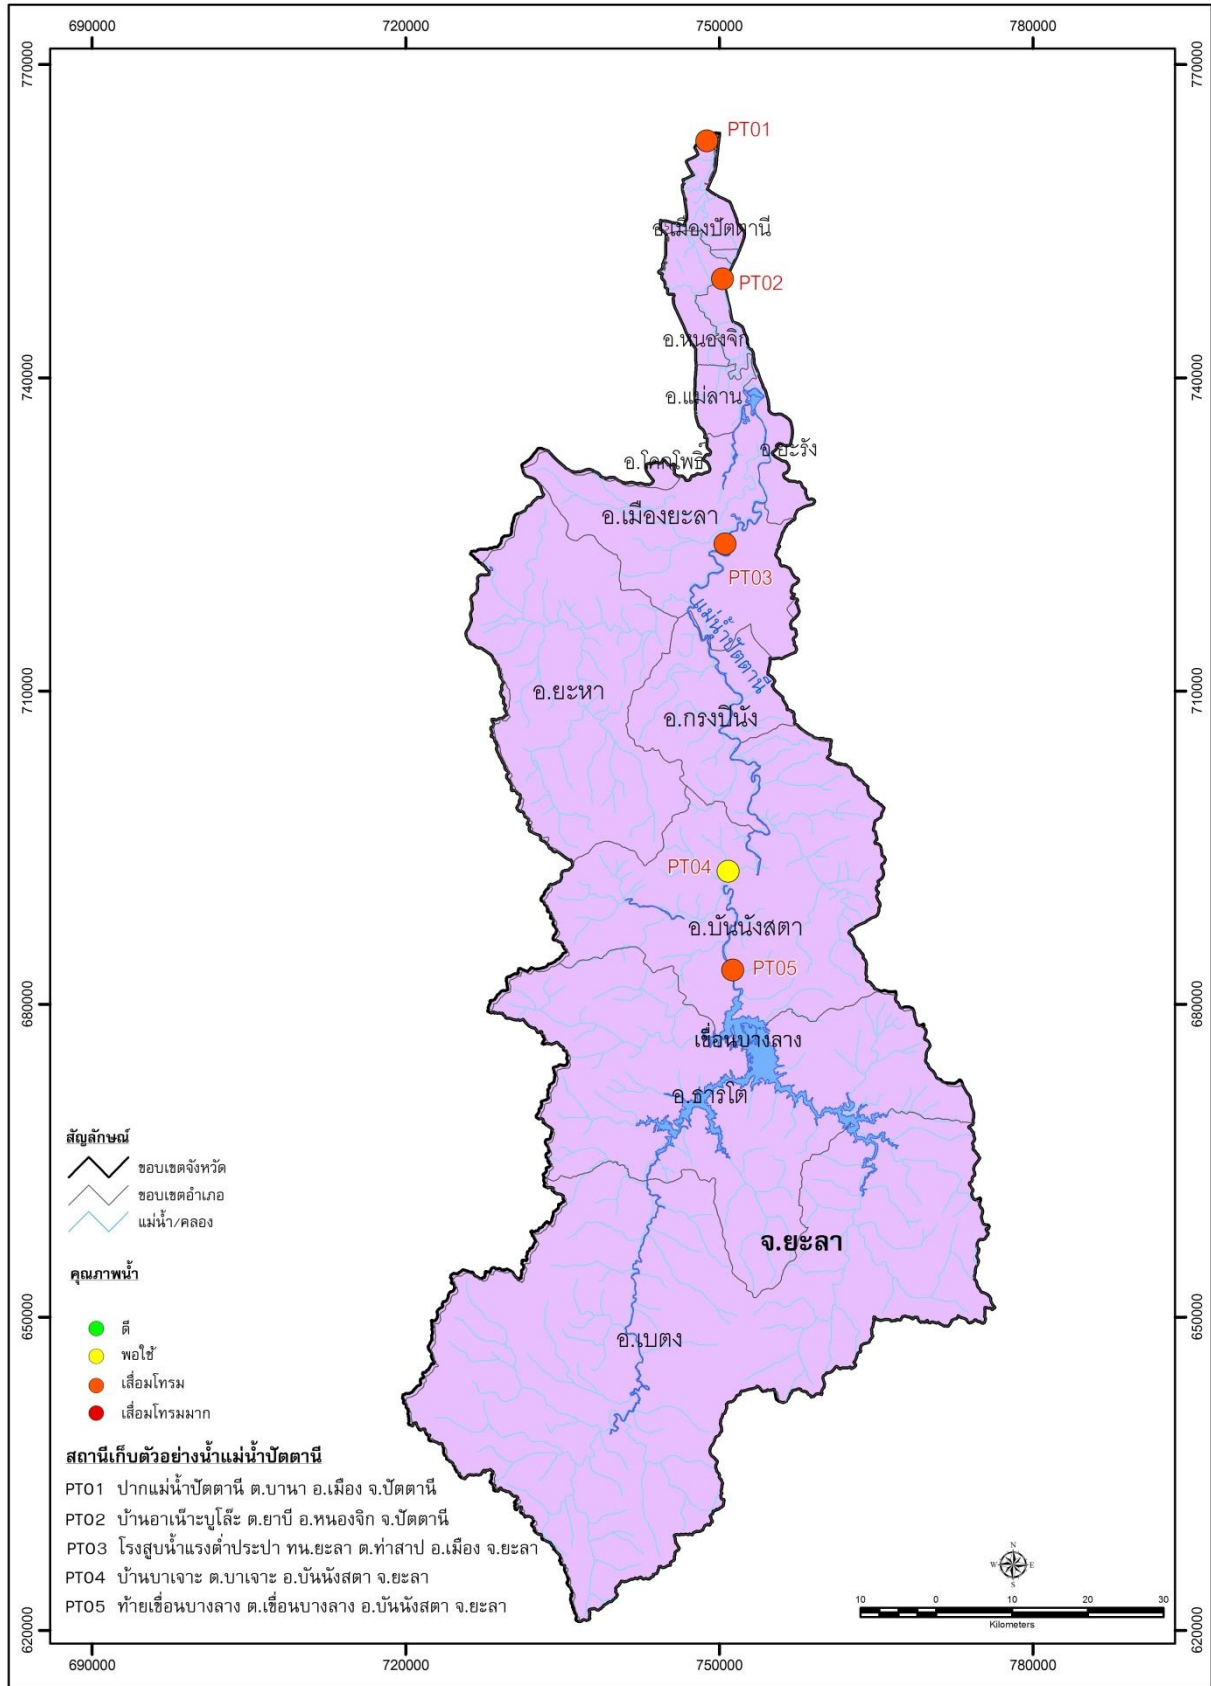 690000 720000 750000 780000
770000 770000
PT01
อ.เมืองปัตตานี
PT02
อ.หนองจิก
740000 740000
อ.แม่ลาน
อ.ยะรัง
อ.โคกโพธิ์
อ.เมืองยะลา
PT03
แม่น้ำปัตตานี
710000 710000
อ.ยะหา
อ.กรงปินัง
PT04
อ.บันนังสตา
PT05
680000 680000
เขื่อนบางลาง
อ.ธารโต
สัญลักษณ์
ขอบเขตจังหวัด
ขอบเขตอำเภอ
แม่น้ำ/คลอง
จ.ยะลา
คุณภาพน้ำ
650000 650000
ดี
อ.เบตง
พอใช้
เสื่อมโทรม
เสื่อมโทรมมาก
สถานีเก็บตัวอย่างน้ำแม่น้ำปัตตานี
PT01 ปากแม่น้ำปัตตานี ต.บานา อ.เมือง จ.ปัตตานี
PT02 บ้านอาเน๊าะบูโล๊ะ ต.ยาบี อ.หนองจิก จ.ปัตตานี
PT03 โรงสูบน้ำแรงต่ำประปา ทน.ยะลา ต.ท่าสาป อ.เมือง จ.ยะลา
PT04 บ้านบาเจาะ ต.บาเจาะ อ.บันนังสตา จ.ยะลา
PT05 ท้ายเขื่อนบางลาง ต.เขื่อนบางลาง อ.บันนังสตา จ.ยะลา
N
W E
S
10 0 10 20 30
Kilometers
620000 620000
690000 720000 750000 780000